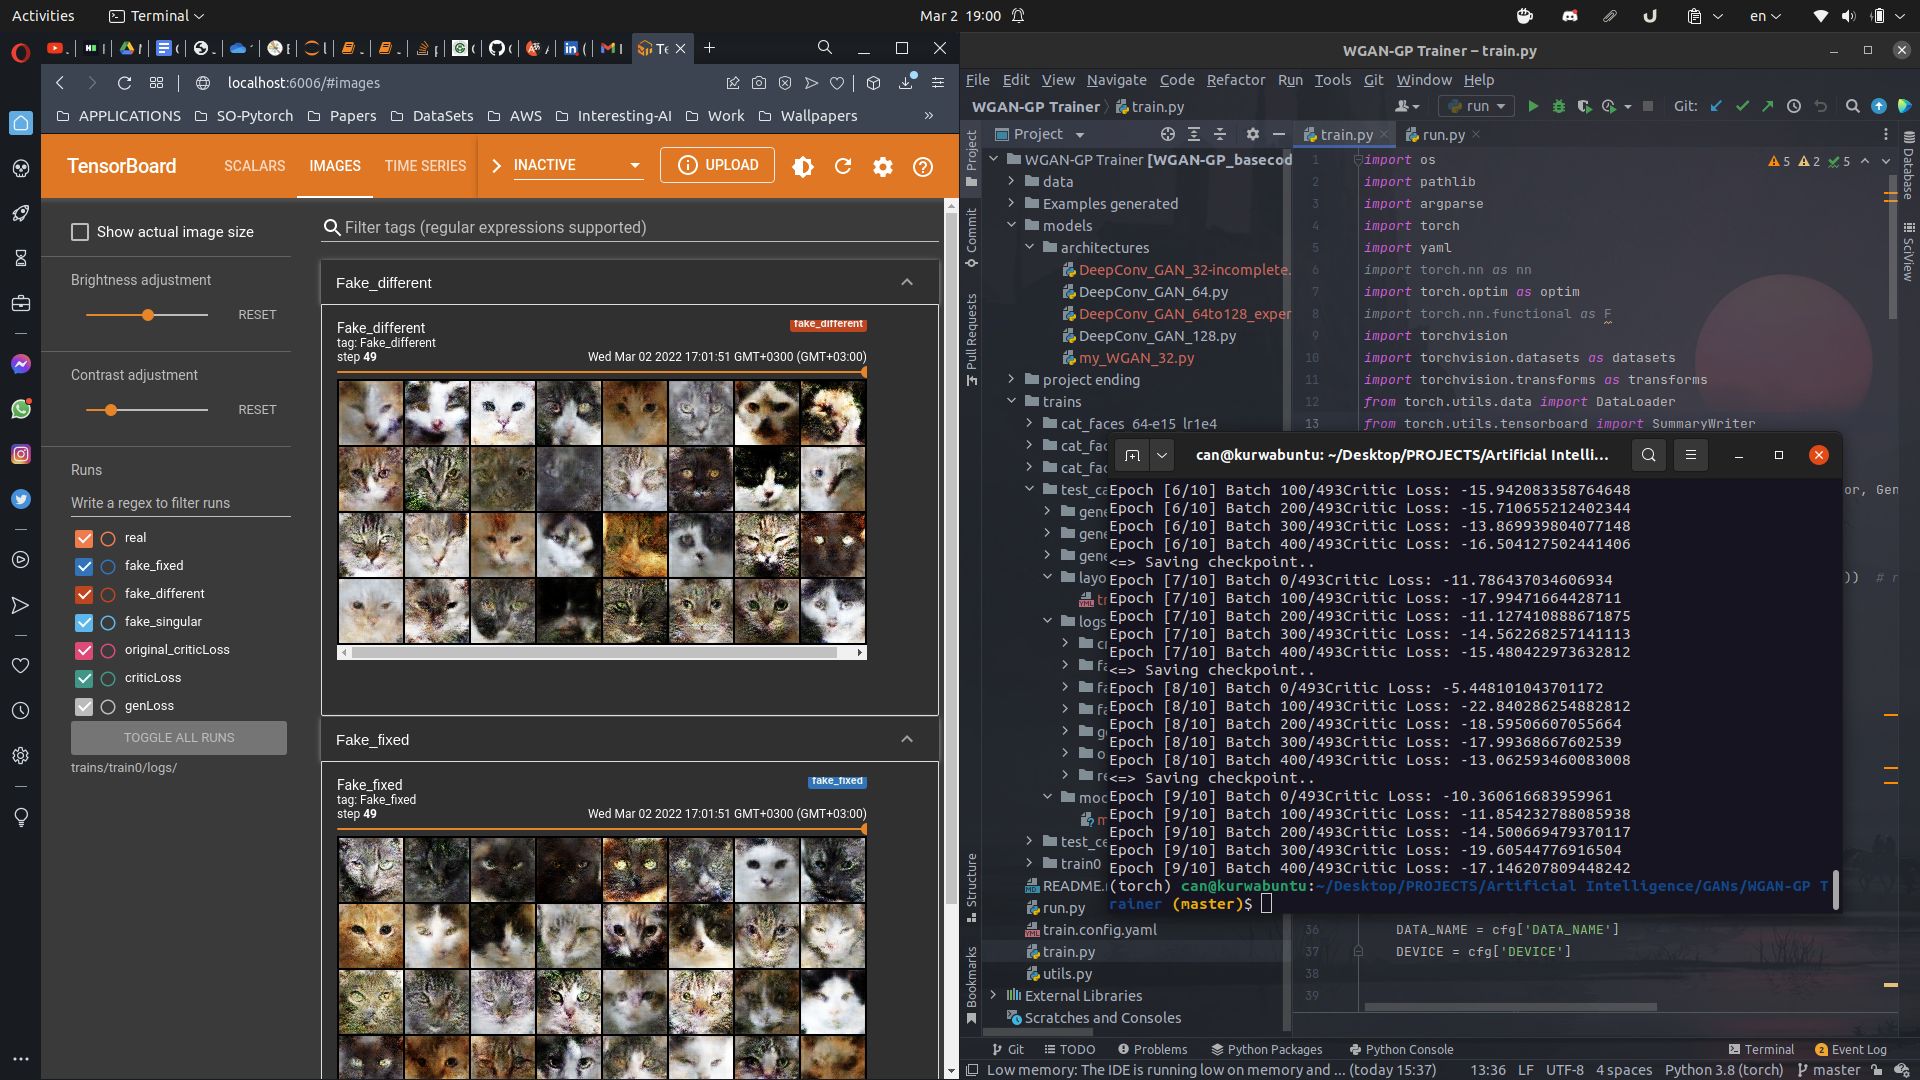 Activities
Terminal
Mar 2 19:00
en
localhost:6006/#images
APPLICATIONS
SO-Pytorch
Papers
DataSets
AWS
Interesting-AI
Work
Wallpapers
»
TensorBoard
SCALARS
IMAGES
TIME SERIES
INACTIVE
UPLOAD
Show actual image size
Brightness adjustment
RESET
Contrast adjustment
RESET
Runs
Write a regex to filter runs
real
fake_fixed
fake_different
fake_singular
original_criticLoss
criticLoss
genLoss
TOGGLE ALL RUNS
trains/train0/logs/
Filter tags (regular expressions supported)
Fake_different
Fake_different
fake_different
tag: Fake_different
step 49
Wed Mar 02 2022 17:01:51 GMT+0300 (GMT+03:00)
Fake_fixed
Fake_fixed
fake_fixed
tag: Fake_fixed
step 49
Wed Mar 02 2022 17:01:51 GMT+0300 (GMT+03:00)
WGAN-GP Trainer – train.py
File Edit View Navigate Code Refactor Run Tools Git Window Help
WGAN-GP Trainer
train.py
run
Git:
Project
train.py
run.py
Project
Commit
Pull Requests
Structure
Bookmarks
Database
SciView
WGAN-GP Trainer [WGAN-GP_basecod
data
Examples generated
models
architectures
DeepConv_GAN_32-incomplete.
DeepConv_GAN_64.py
DeepConv_GAN_64to128_exper
DeepConv_GAN_128.py
my_WGAN_32.py
project ending
trains
cat_faces_64-e15_lr1e4
cat_fac
cat_fac
test_ca
gene
gene
gene
layo
logs
moc
test_ce
train0
README.
run.py
train.config.yaml
train.py
utils.py
External Libraries
Scratches and Consoles
5 2 5
1 import os
2 import pathlib
3 import argparse
4 import torch
5 import yaml
6 import torch.nn as nn
7 import torch.optim as optim
8 import torch.nn.functional as F
9 import torchvision
10 import torchvision.datasets as datasets
11 import torchvision.transforms as transforms
12 from torch.utils.data import DataLoader
13 from torch.utils.tensorboard import SummaryWriter
or, Gen
)) # r
can@kurwabuntu: ~/Desktop/PROJECTS/Artificial Intelli...
Epoch [6/10] Batch 100/493Critic Loss: -15.942083358764648
Epoch [6/10] Batch 200/493Critic Loss: -15.710655212402344
Epoch [6/10] Batch 300/493Critic Loss: -13.869939804077148
Epoch [6/10] Batch 400/493Critic Loss: -16.504127502441406
<=> Saving checkpoint..
Epoch [7/10] Batch 0/493Critic Loss: -11.786437034606934
Epoch [7/10] Batch 100/493Critic Loss: -17.99471664428711
Epoch [7/10] Batch 200/493Critic Loss: -11.127410888671875
Epoch [7/10] Batch 300/493Critic Loss: -14.562268257141113
Epoch [7/10] Batch 400/493Critic Loss: -15.480422973632812
<=> Saving checkpoint..
Epoch [8/10] Batch 0/493Critic Loss: -5.448101043701172
Epoch [8/10] Batch 100/493Critic Loss: -22.840286254882812
Epoch [8/10] Batch 200/493Critic Loss: -18.59506607055664
Epoch [8/10] Batch 300/493Critic Loss: -17.99368667602539
Epoch [8/10] Batch 400/493Critic Loss: -13.062593460083008
<=> Saving checkpoint..
Epoch [9/10] Batch 0/493Critic Loss: -10.360616683959961
Epoch [9/10] Batch 100/493Critic Loss: -11.854232788085938
Epoch [9/10] Batch 200/493Critic Loss: -14.500669479370117
Epoch [9/10] Batch 300/493Critic Loss: -19.60544776916504
Epoch [9/10] Batch 400/493Critic Loss: -17.146207809448242
(torch) can@kurwabuntu:~/Desktop/PROJECTS/Artificial Intelligence/GANs/WGAN-GP T
rainer (master)$
36 DATA_NAME = cfg['DATA_NAME']
37 DEVICE = cfg['DEVICE']
38
39
Git
TODO
Problems
Python Packages
Python Console
Terminal
2 Event Log
Low memory: The IDE is running low on memory and ... (today 15:37)
13:36 LF UTF-8 4 spaces Python 3.8 (torch) master